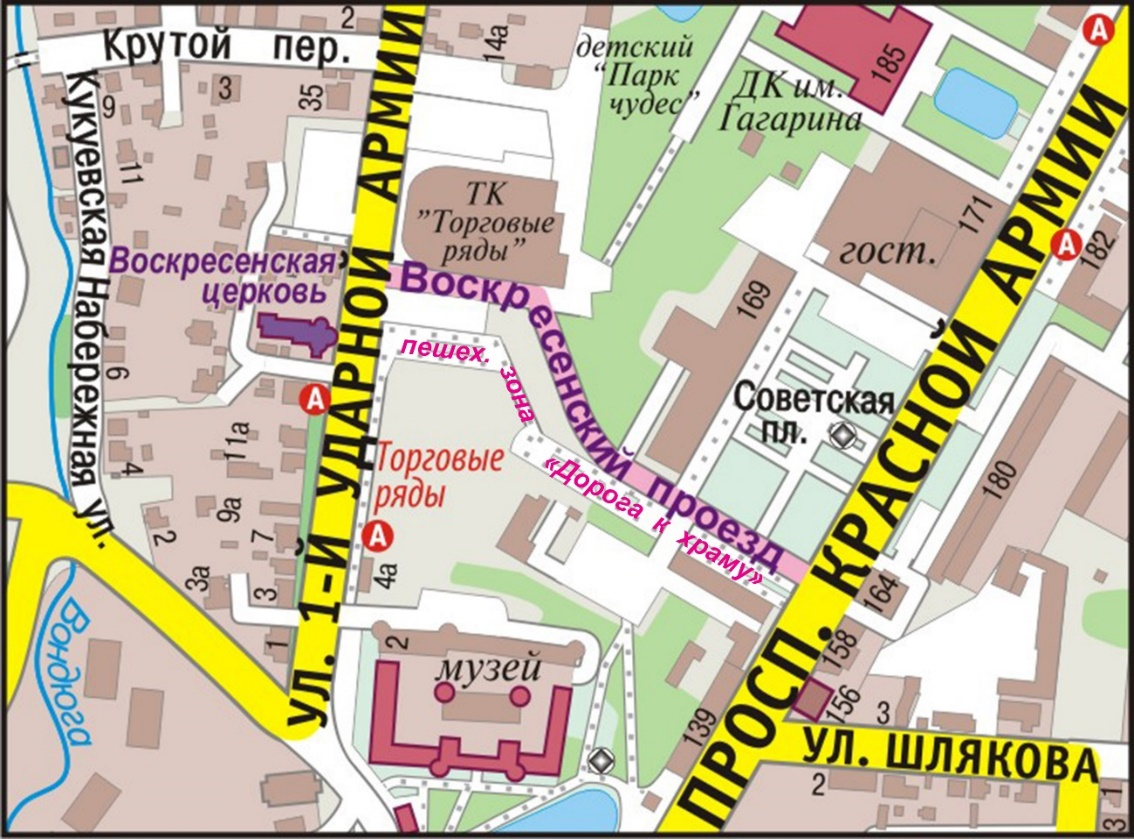 2
Крутой пер.
14а
детский
“Парк
чудес”
185
ДК им.
Гагарина
А
9
3
35
Кукуевская Набережная ул.
11
ТК
”Торговые
ряды”
171
гост.
А
182
Воскресенская
церковь
Воскресенский проезд
169
пешех. зона
6
А
Советская
пл.
11а
4
Торговые
ряды
«Дорога к храму»
180
9а
2
7
А
УЛ. 1-Й УДАРНОЙ АРМИИ
ПРОСП. КРАСНОЙ АРМИИ
3а
3
4а
164
Вондюга
1
2
музей
158
156
3
139
УЛ. ШЛЯКОВА
2
1
3